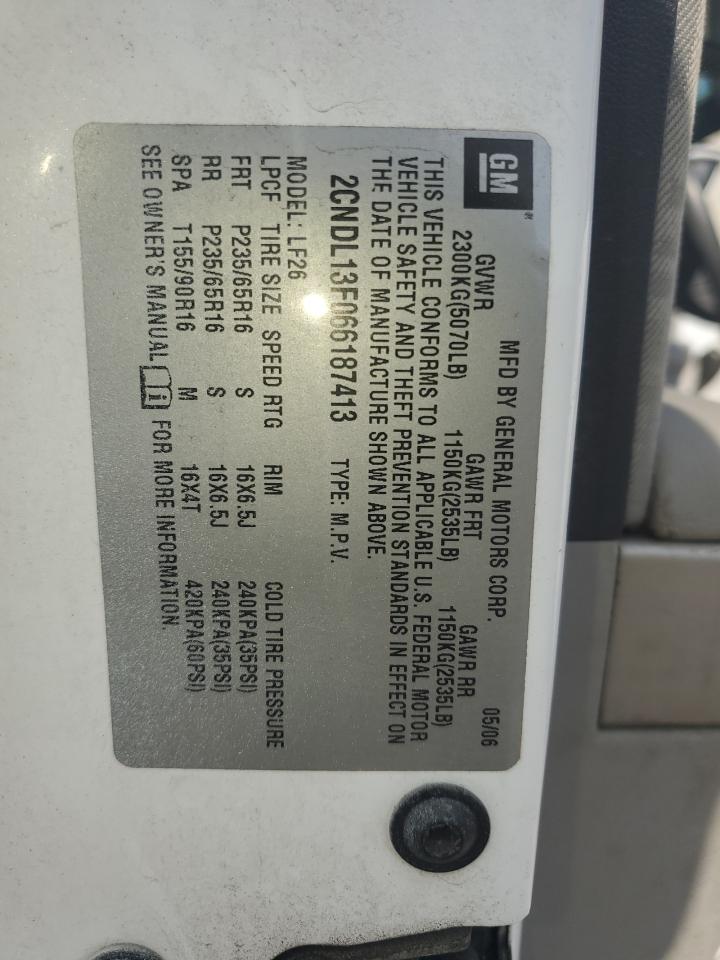 GM ®
MFD BY GENERAL MOTORS CORP. 05/06
GVWR GAWR FRT GAWR RR
2300KG(5070LB) 1150KG(2535LB) 1150KG(2535LB)
THIS VEHICLE CONFORMS TO ALL APPLICABLE U.S. FEDERAL MOTOR
VEHICLE SAFETY AND THEFT PREVENTION STANDARDS IN EFFECT ON
THE DATE OF MANUFACTURE SHOWN ABOVE.
2CNDL13F066187413 TYPE: M.P.V.
MODEL: LF26
LPCF TIRE SIZE SPEED RTG RIM COLD TIRE PRESSURE
FRT P235/65R16 S 16X6.5J 240KPA(35PSI)
RR P235/65R16 S 16X6.5J 240KPA(35PSI)
SPA T155/90R16 M 16X4T 420KPA(60PSI)
SEE OWNER'S MANUAL FOR MORE INFORMATION.